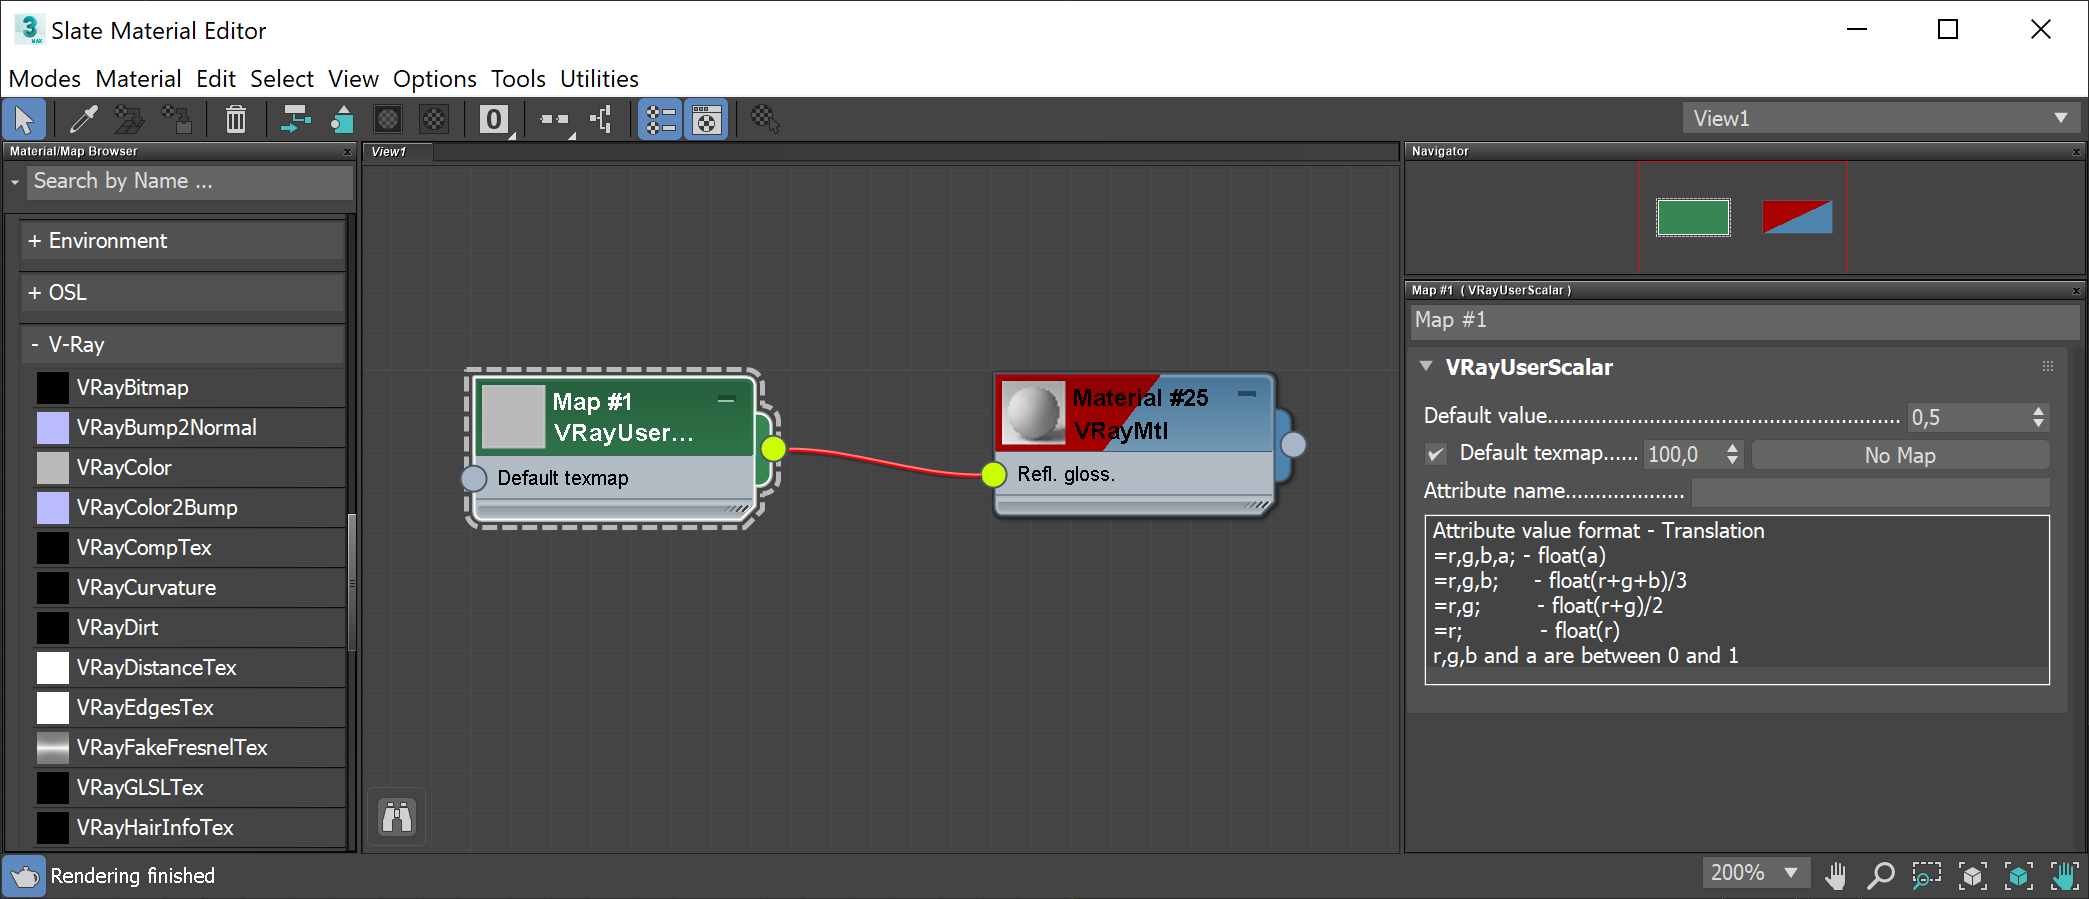 3
MAX
Slate Material Editor
Modes Material Edit Select View Options Tools Utilities
0
View1
Material/Map Browser x
Search by Name ...
+ Environment
+ OSL
- V-Ray
VRayBitmap
VRayBump2Normal
VRayColor
VRayColor2Bump
VRayCompTex
VRayCurvature
VRayDirt
VRayDistanceTex
VRayEdgesTex
VRayFakeFresnelTex
VRayGLSLTex
VRayHairInfoTex
View1
Map #1
VRayUser...
Default texmap
Material #25
VRayMtl
Refl. gloss.
Navigator x
Map #1 ( VRayUserScalar ) x
Map #1
VRayUserScalar
Default value.......................................................... 0,5
Default texmap...... 100,0 No Map
Attribute name....................
Attribute value format - Translation
=r,g,b,a; - float(a)
=r,g,b; - float(r+g+b)/3
=r,g; - float(r+g)/2
=r; - float(r)
r,g,b and a are between 0 and 1
Rendering finished
200%